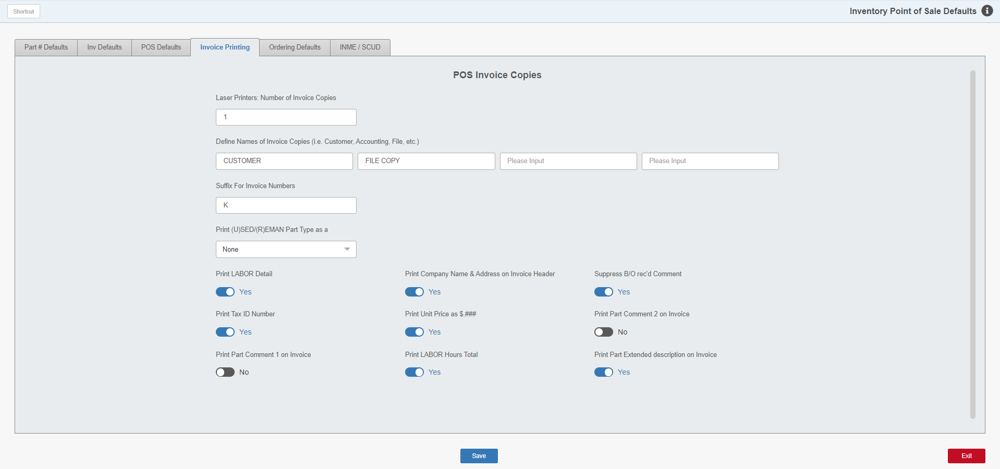 Shortcut
Inventory Point of Sale Defaults
Part # Defaults
Inv Defaults
POS Defaults
Invoice Printing
Ordering Defaults
INME / SCUD
POS Invoice Copies
Laser Printers: Number of Invoice Copies
1
Define Names of Invoice Copies (i.e. Customer, Accounting, File, etc.)
CUSTOMER
FILE COPY
Please Input
Please Input
Suffix For Invoice Numbers
K
Print (U)SED/(R)EMAN Part Type as a
None
Print LABOR Detail
Print Company Name & Address on Invoice Header
Suppress B/O rec'd Comment
Yes
Yes
Yes
Print Tax ID Number
Print Unit Price as $.###
Print Part Comment 2 on Invoice
Yes
Yes
No
Print Part Comment 1 on Invoice
Print LABOR Hours Total
Print Part Extended description on Invoice
No
Yes
Yes
Save
Exit